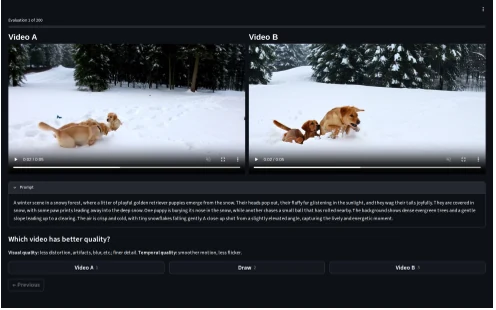 Evaluation 1 of 200
Video A
Video B
0:02 / 0:05
0:02 / 0:05
Prompt
A winter scene in a snowy forest, where a litter of playful golden retriever puppies emerges from the snow. Their heads pop out, their fluffy fur glistening in the sunlight, and they wag their tails joyfully. They are covered in
snow, with some paw prints leading away into the deep snow. One puppy is burying its nose in the snow, while another chases a small ball that has rolled nearby. The background shows dense evergreen trees and a gentle
slope leading up to a clearing. The air is crisp and cold, with tiny snowflakes falling gently. A close-up shot from a slightly elevated angle, capturing the lively and energetic moment.
Which video has better quality?
Visual quality: less distortion, artifacts, blur, etc.; finer detail. Temporal quality: smoother motion, less flicker.
Video A
Draw
Video B
← Previous